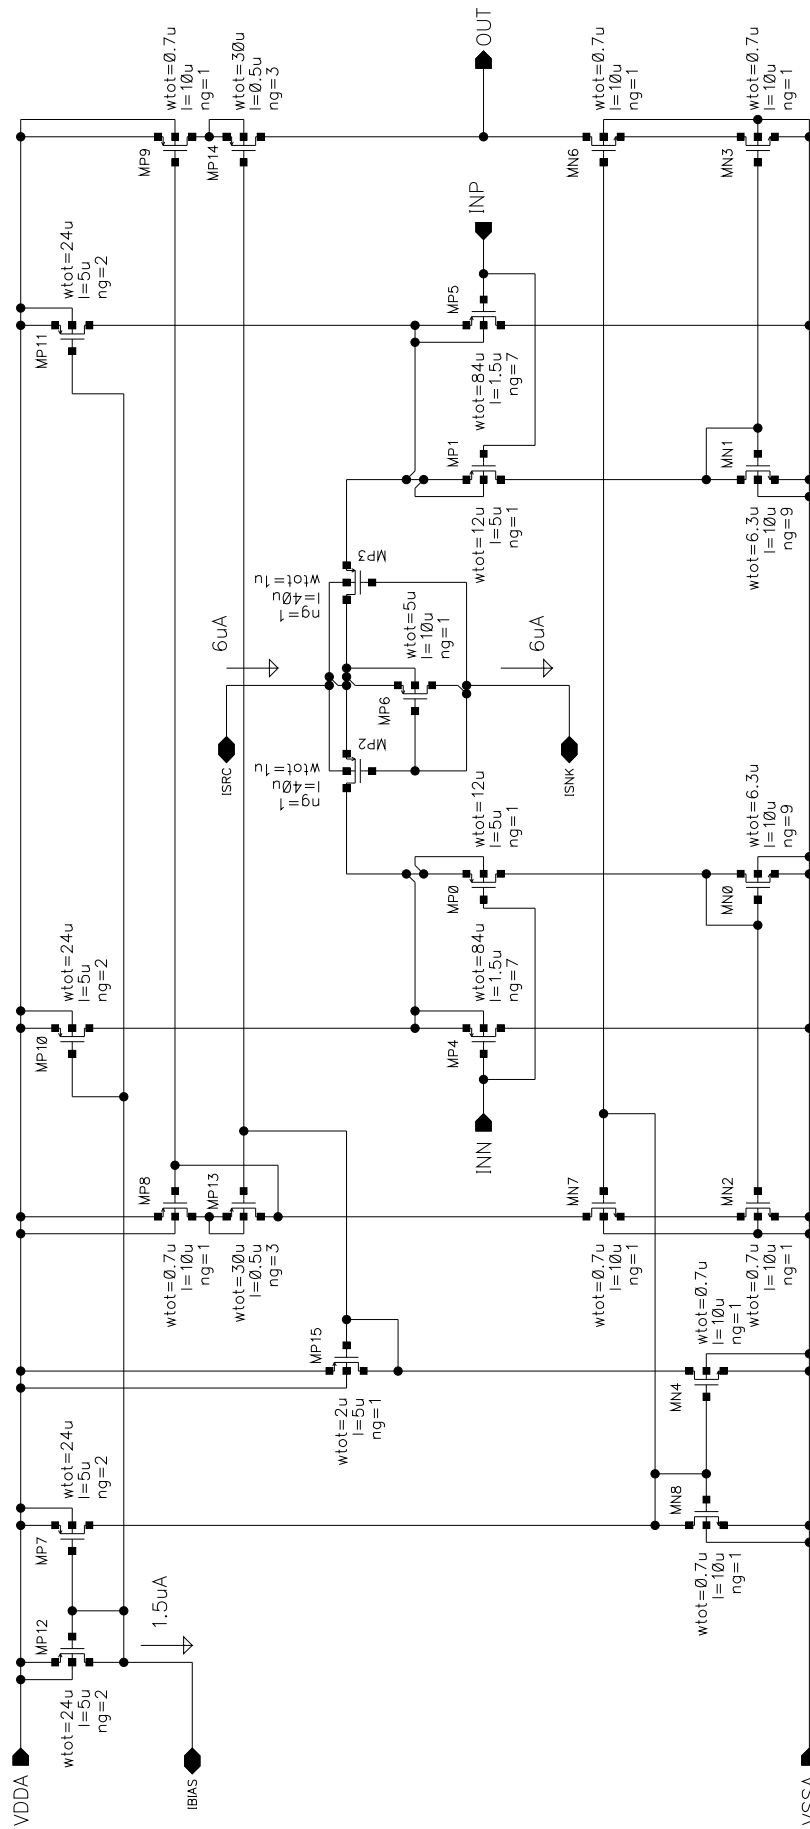 VDDA
MP12
wtot=24u
l=5u
ng=2
MP7
wtot=24u
l=5u
ng=2
MP10
wtot=24u
l=5u
ng=2
MP11
wtot=24u
l=5u
ng=2
IBIAS
1.5uA
MP8
wtot=0.7u
l=10u
ng=1
MP9
wtot=0.7u
l=10u
ng=1
MP13
wtot=30u
l=0.5u
ng=3
MP14
wtot=30u
l=0.5u
ng=3
ISRC
6uA
MP15
wtot=2u
l=5u
ng=1
MP2
wtot=1u
l=40u
ng=1
MP3
wtot=1u
l=40u
ng=1
MP6
wtot=5u
l=10u
ng=1
INN
MP4
wtot=84u
l=1.5u
ng=7
MP0
wtot=12u
l=5u
ng=1
MP1
wtot=12u
l=5u
ng=1
MP5
wtot=84u
l=1.5u
ng=7
INP
OUT
ISNK
6uA
MN7
wtot=0.7u
l=10u
ng=1
MN6
wtot=0.7u
l=10u
ng=1
MN8
wtot=0.7u
l=10u
ng=1
MN4
wtot=0.7u
l=10u
ng=1
MN2
wtot=0.7u
l=10u
ng=1
MN0
wtot=6.3u
l=10u
ng=9
MN1
wtot=6.3u
l=10u
ng=9
MN3
wtot=0.7u
l=10u
ng=1
VSSA